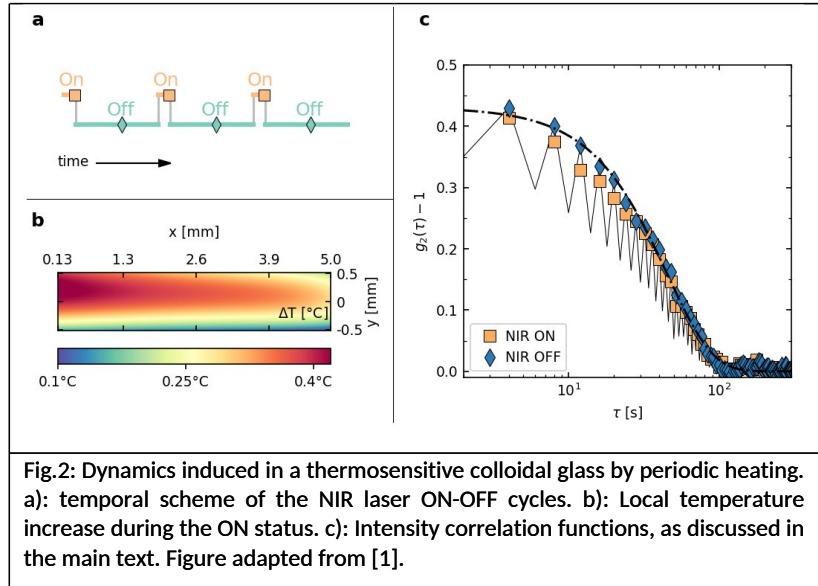 a
On On On
Off Off Off
time
b
x [mm]
0.13 1.3 2.6 3.9 5.0
0.5
0
-0.5
y [mm]
ΔT [°C]
0.1°C 0.25°C 0.4°C
c
0.5
0.4
0.3
0.2
0.1
0.0
g₂(τ) − 1
NIR ON
NIR OFF
10¹ 10²
τ [s]
Fig.2: Dynamics induced in a thermosensitive colloidal glass by periodic heating.
a): temporal scheme of the NIR laser ON-OFF cycles. b): Local temperature
increase during the ON status. c): Intensity correlation functions, as discussed in
the main text. Figure adapted from [1].